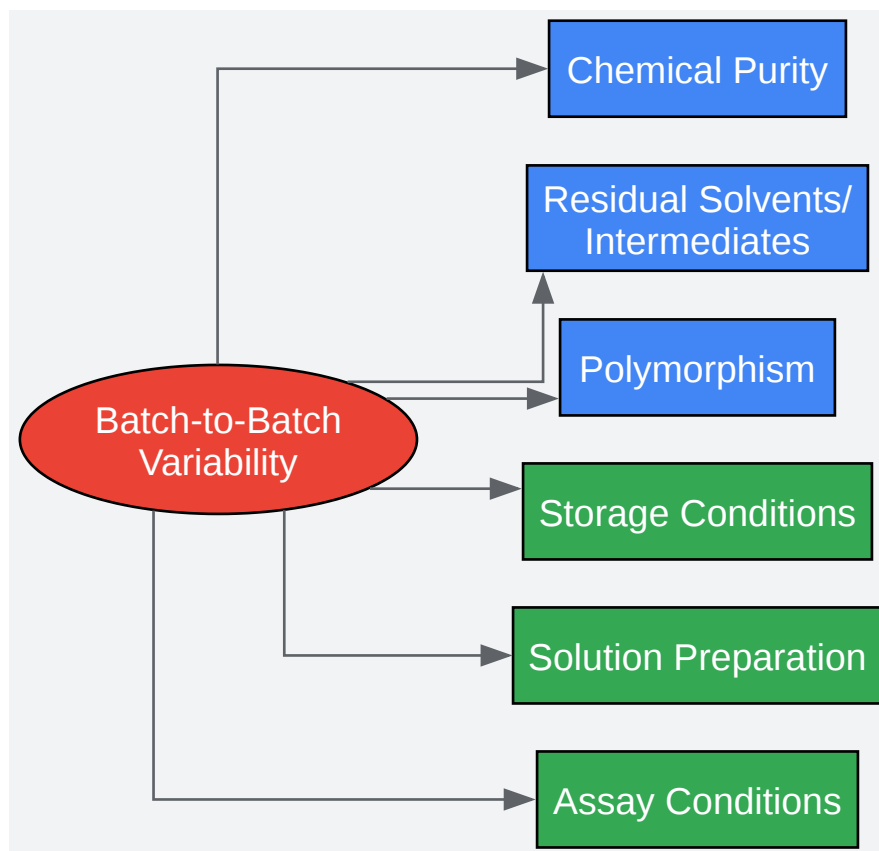 Chemical Purity
Residual Solvents/
Intermediates
Polymorphism
Batch-to-Batch
Variability
Storage Conditions
Solution Preparation
Assay Conditions